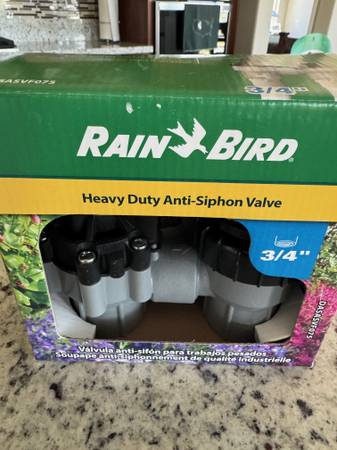 SASVF075
3/4"
RAIN BIRD®
Heavy Duty Anti-Siphon Valve
3/4"
Válvula anti-sifón para trabajos pesados
Soupape anti-siphonnement de qualité industrielle